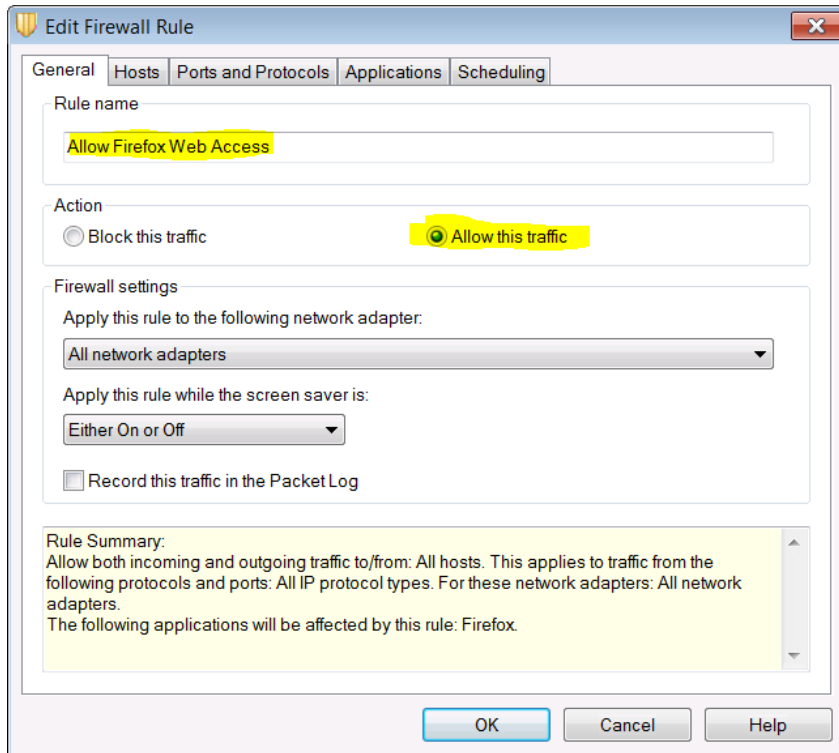 Edit Firewall Rule
General Hosts Ports and Protocols Applications Scheduling
Rule name
Allow Firefox Web Access
Action
Block this traffic Allow this traffic
Firewall settings
Apply this rule to the following network adapter:
All network adapters
Apply this rule while the screen saver is:
Either On or Off
Record this traffic in the Packet Log
Rule Summary:
Allow both incoming and outgoing traffic to/from: All hosts. This applies to traffic from the
following protocols and ports: All IP protocol types. For these network adapters: All network
adapters.
The following applications will be affected by this rule: Firefox.
OK Cancel Help